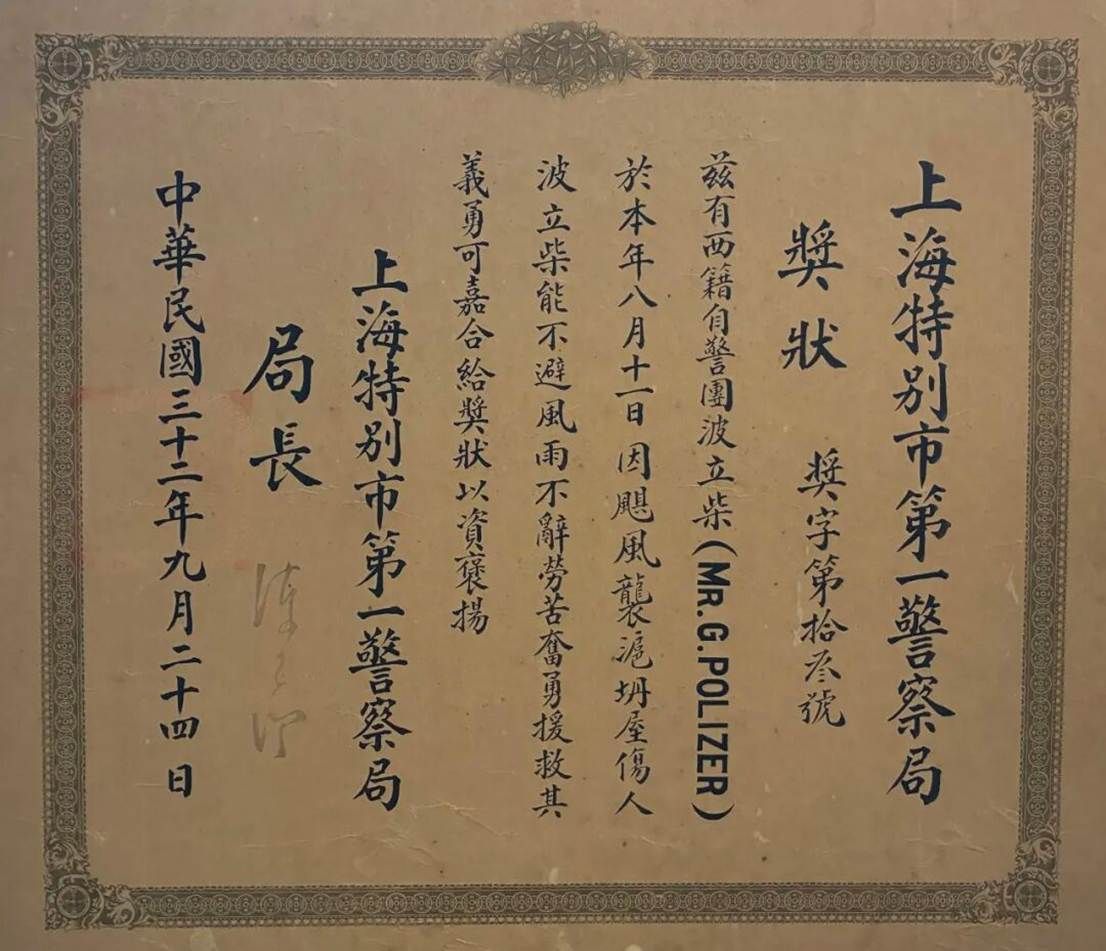 上海特別市第一警察局
獎狀
獎字第拾叁號
茲有西籍自警團波立柴(MR.G.POLIZER)
於本年八月十一日因颶風襲滬坍屋傷人
波立柴能不避風雨不辭勞苦奮勇援救其
義勇可嘉合給獎狀以資褒揚
上海特別市第一警察局
局長
中華民國三十二年九月二十四日